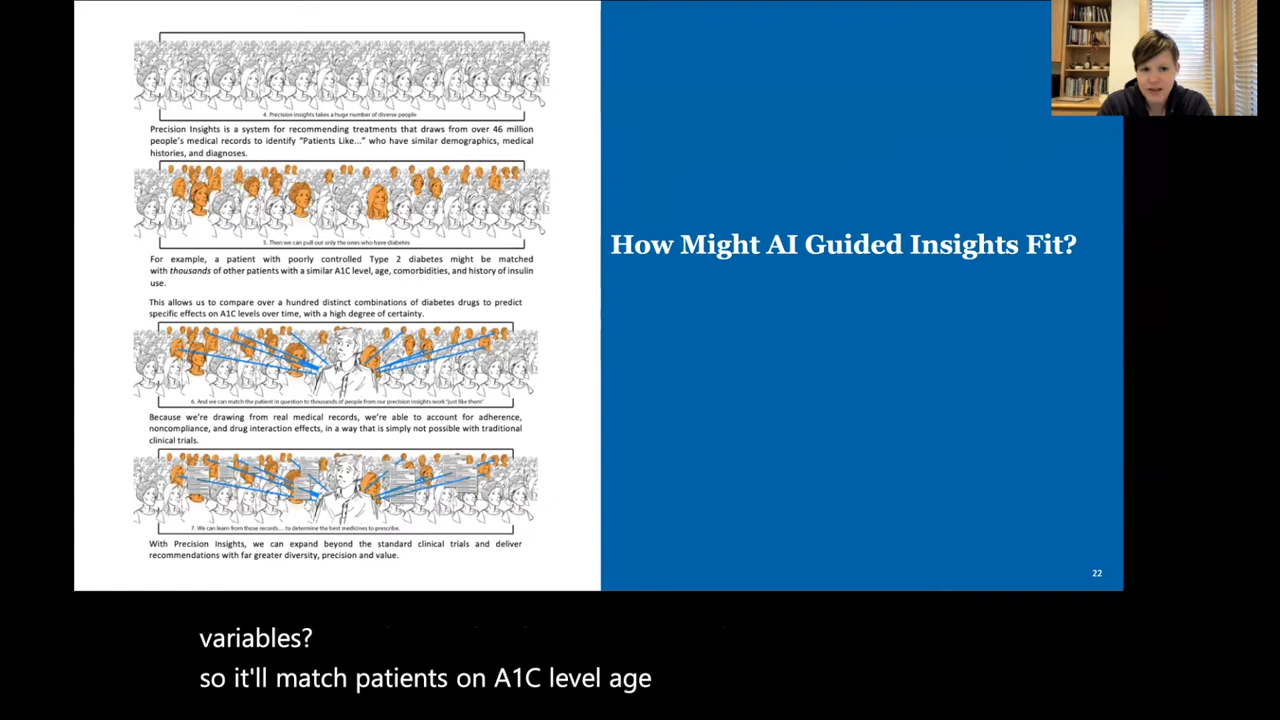 4. Precision insights takes a huge number of diverse people
Precision Insights is a system for recommending treatments that draws from over 46 million
people's medical records to identify "Patients Like..." who have similar demographics, medical
histories, and diagnoses.
5. Then we can pull out only the ones who have diabetes
For example, a patient with poorly controlled Type 2 diabetes might be matched
with thousands of other patients with a similar A1C level, age, comorbidities, and history of insulin
use.
This allows us to compare over a hundred distinct combinations of diabetes drugs to predict
specific effects on A1C levels over time, with a high degree of certainty.
6. And we can match the patient in question to thousands of people from our precision insights work "just like them"
Because we're drawing from real medical records, we're able to account for adherence,
noncompliance, and drug interaction effects, in a way that is simply not possible with traditional
clinical trials.
7. We can learn from those records... to determine the best medicines to prescribe.
With Precision Insights, we can expand beyond the standard clinical trials and deliver
recommendations with far greater diversity, precision and value.
How Might AI Guided Insights Fit?
22
variables?
so it'll match patients on A1C level age